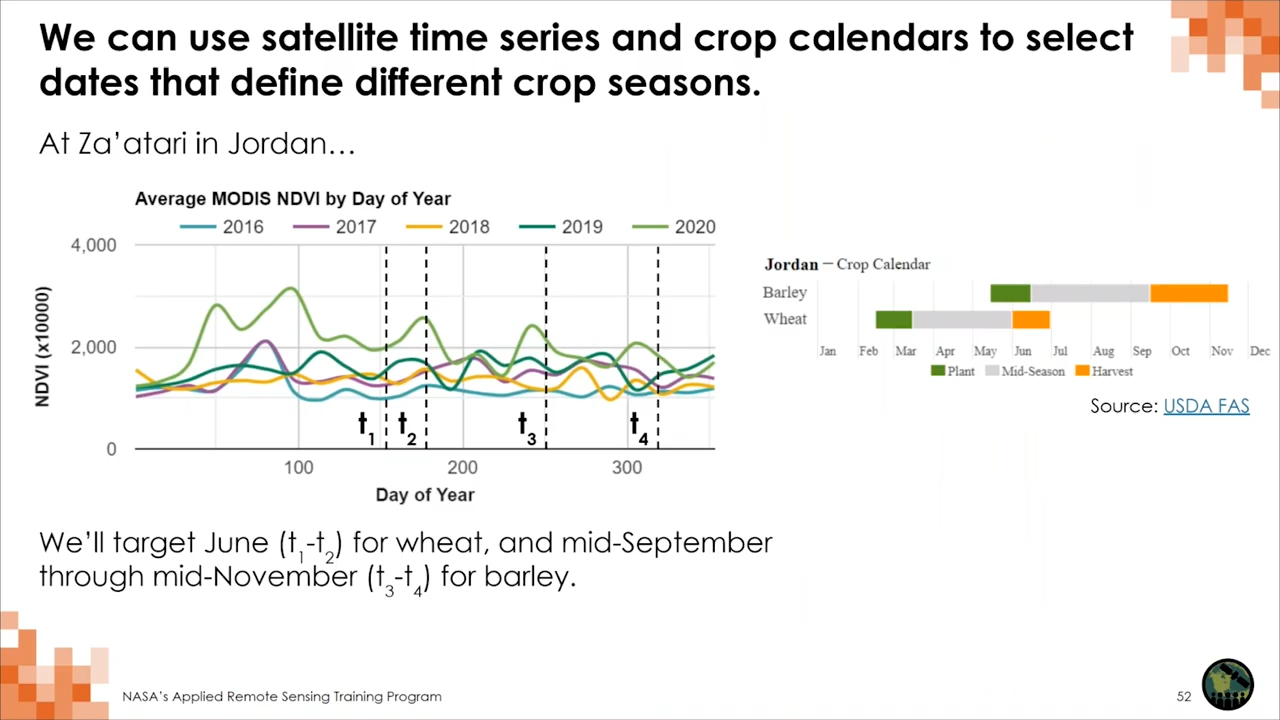 We can use satellite time series and crop calendars to select
dates that define different crop seasons.
At Za’atari in Jordan…
Average MODIS NDVI by Day of Year
2016 2017 2018 2019 2020
4,000
2,000
0
NDVI (x10000)
t1 t2 t3 t4
100 200 300
Day of Year
Jordan – Crop Calendar
Barley
Wheat
Jan Feb Mar Apr May Jun Jul Aug Sep Oct Nov Dec
Plant Mid-Season Harvest
Source: USDA FAS
We’ll target June (t1-t2) for wheat, and mid-September
through mid-November (t3-t4) for barley.
NASA’s Applied Remote Sensing Training Program
52